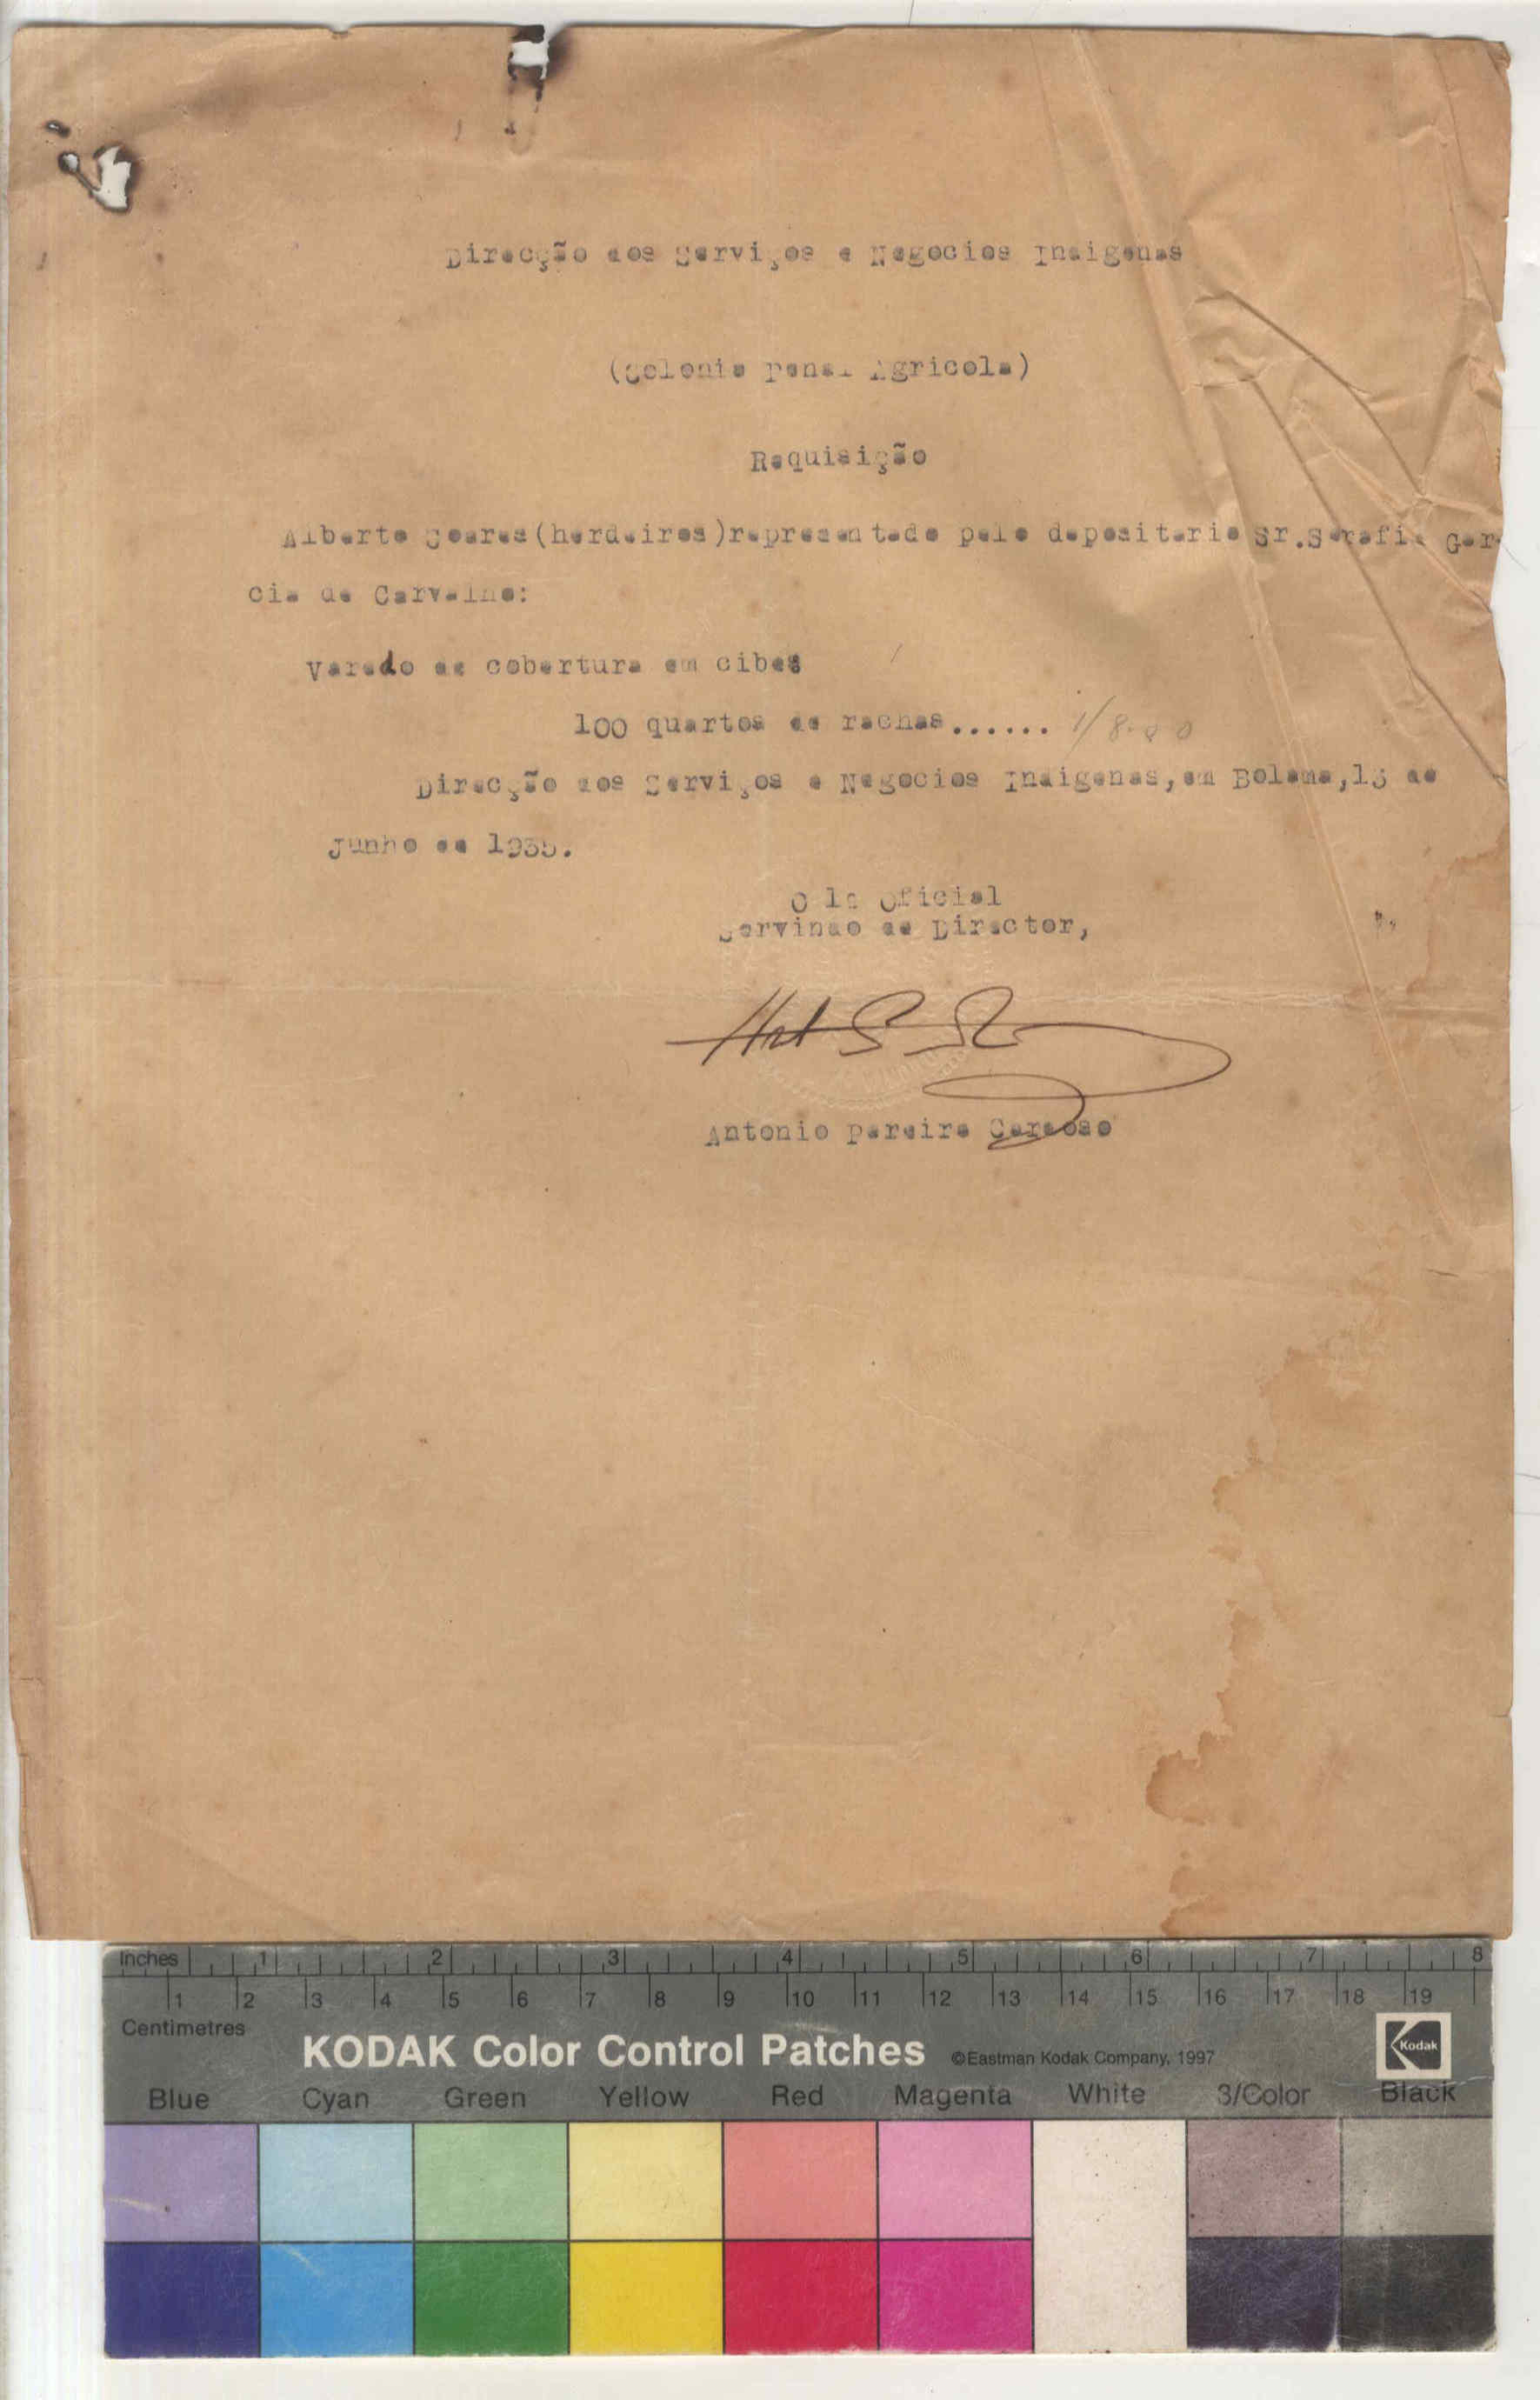 Direcção dos Serviços e Negocios Indigenas
(Colonia Penal Agricola)
Requisição
Alberto Soares(herdeiros)representado pelo depositario Sr.Serafim Gar-
cia de Carvalho:
Varado de cobertura em cibes
100 quartos de rachas......
Direcção dos Serviços e Negocios Indigenas,em Bolama,13 de
Junho de 1935.
O 1º Oficial
Servindo de Director,
Antonio Pereira Cardoso
Inches 1 2 3 4 5 6 7 8
1 2 3 4 5 6 7 8 9 10 11 12 13 14 15 16 17 18 19
Centimetres
KODAK Color Control Patches ©Eastman Kodak Company, 1997 Kodak
Blue Cyan Green Yellow Red Magenta White 3/Color Black